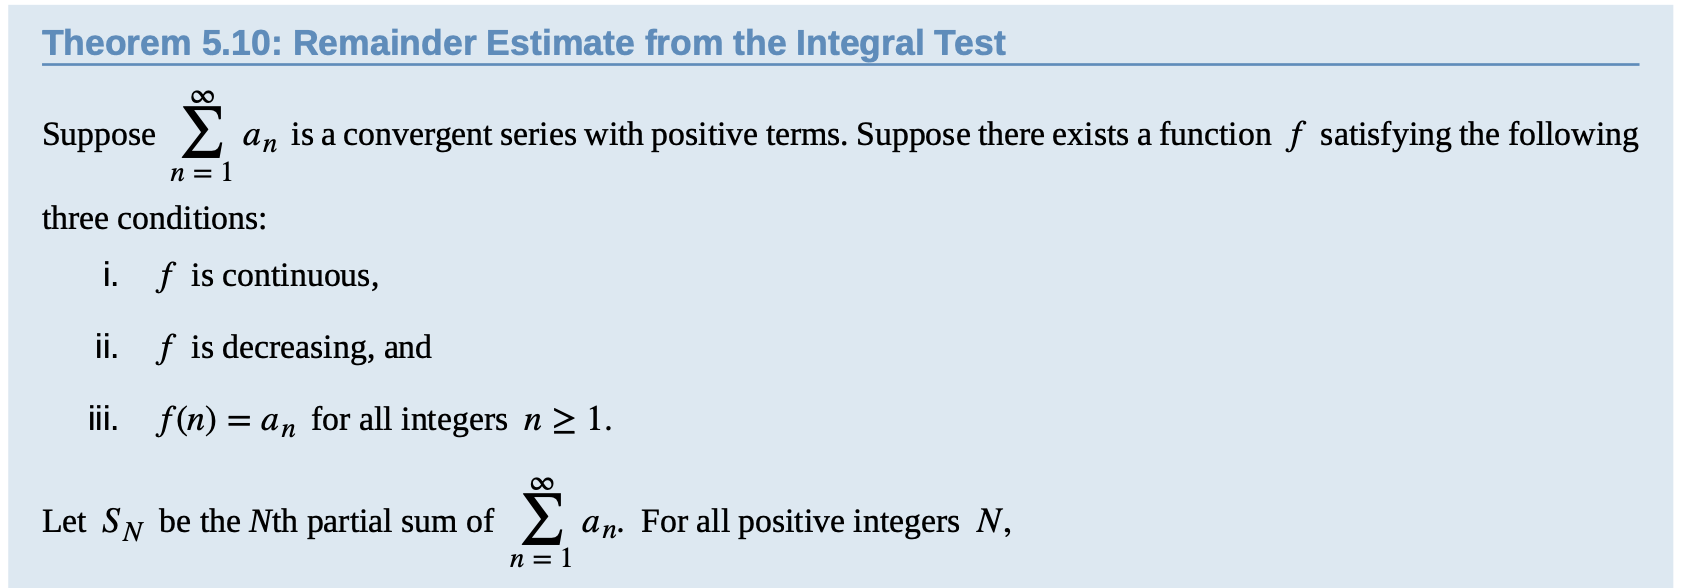 Theorem 5.10: Remainder Estimate from the Integral Test
Suppose $\sum_{n=1}^{\infty} a_n$ is a convergent series with positive terms. Suppose there exists a function $f$ satisfying the following
three conditions:
i. $f$ is continuous,
ii. $f$ is decreasing, and
iii. $f(n) = a_n$ for all integers $n \geq 1$.
Let $S_N$ be the Nth partial sum of $\sum_{n=1}^{\infty} a_n$. For all positive integers $N$,